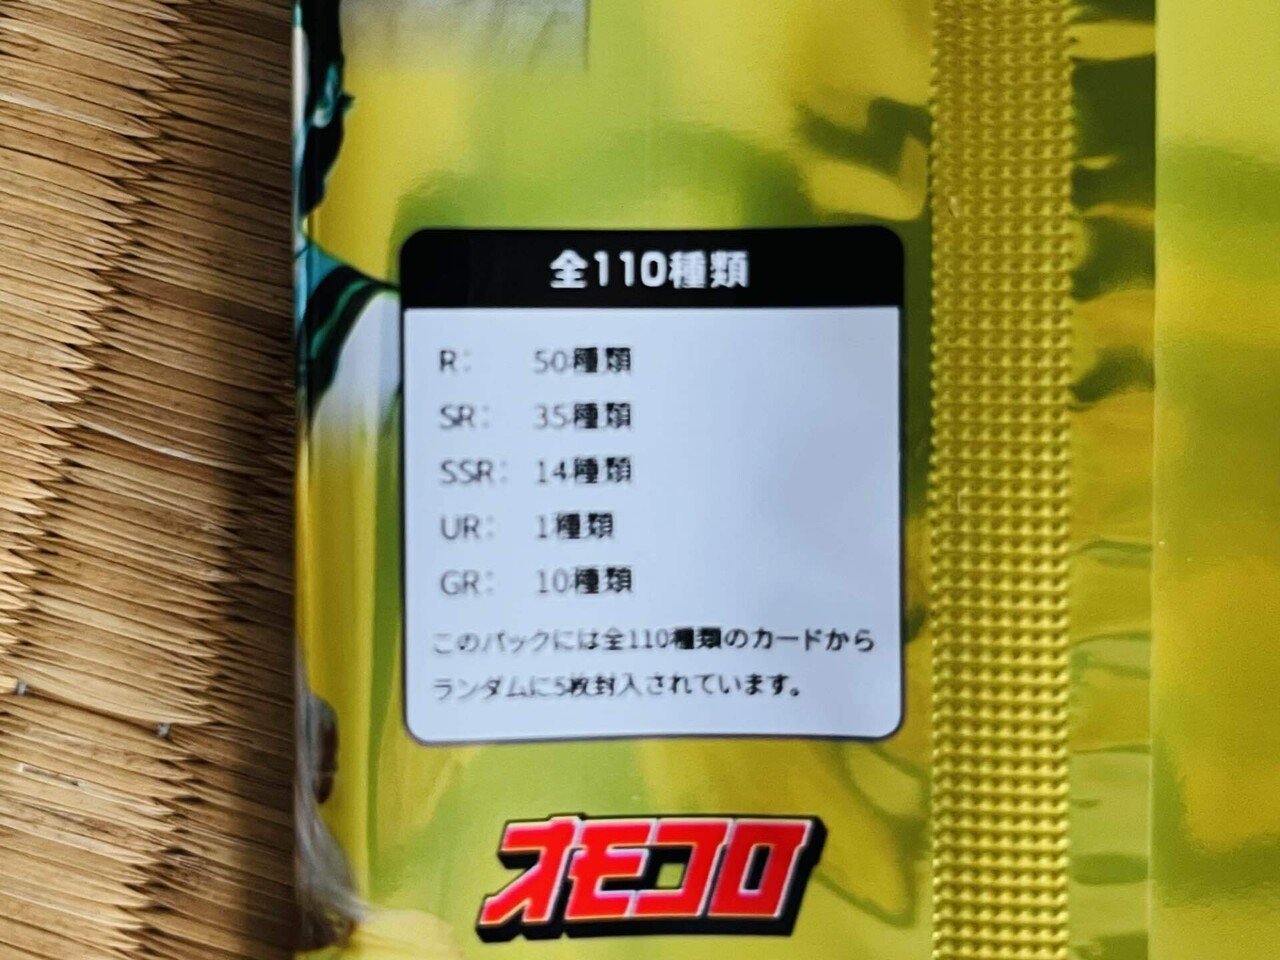 全110種類
R: 50種類
SR: 35種類
SSR: 14種類
UR: 1種類
GR: 10種類
このパックには全110種類のカードから
ランダムに5枚封入されています。
オモコロ